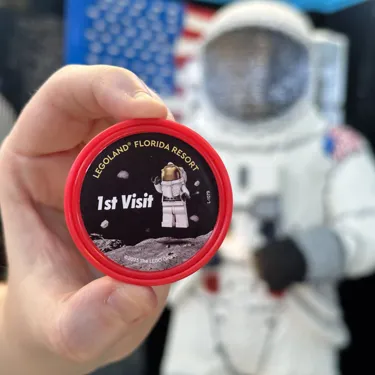 LEGOLAND® FLORIDA RESORT
1st Visit